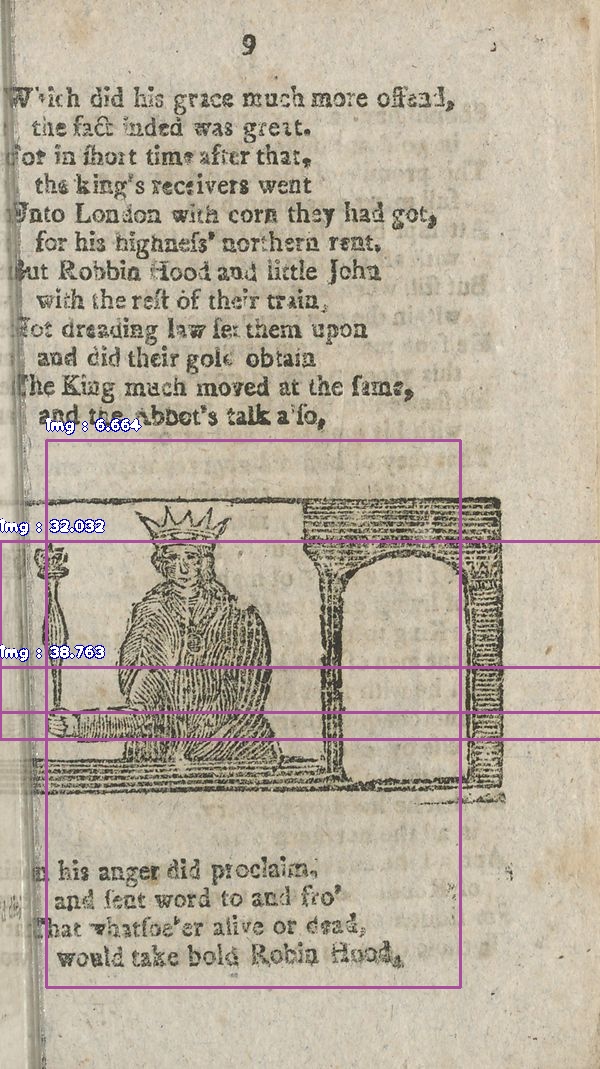 9
Which did his grace much more offend,
the fact inded was great.
For in ſhort time after that,
the king's receivers went
Unto London with corn they had got,
for his highneſs' northern rent.
But Robbin Hood and little John
with the reſt of their train,
Not dreading law ſet them upon
and did their gold obtain
The King much moved at the ſame,
and the abbot's talk alſo,
Img : 6.664
Img : 32.032
Img : 38.763
In his anger did proclaim,
and ſent word to and fro'
That whatſoe'er alive or dead,
would take bold Robin Hood,